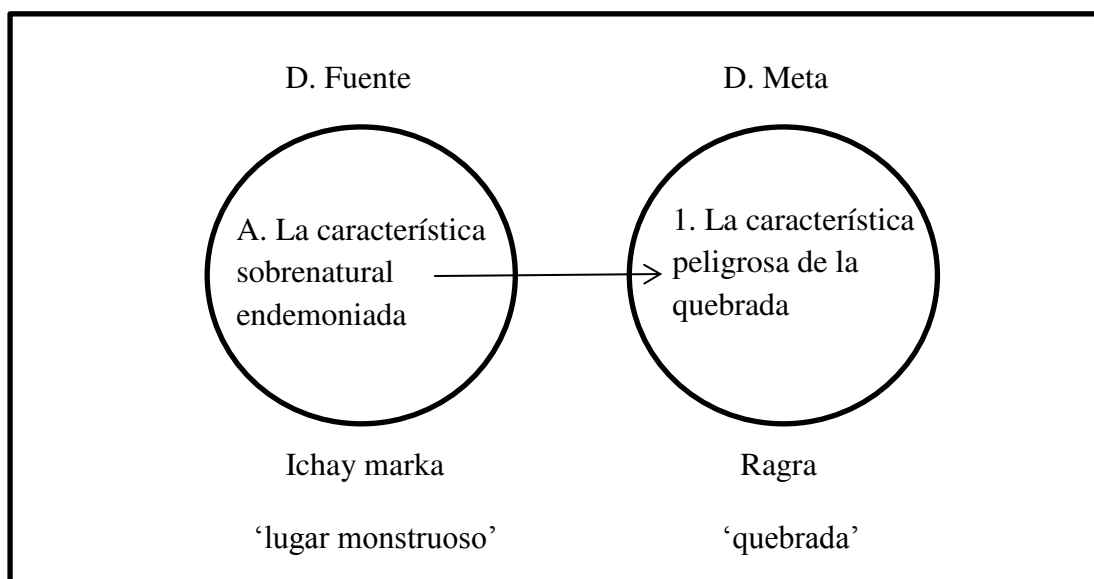 D. Fuente
D. Meta
A. La característica
sobrenatural
endemoniada
1. La característica
peligrosa de la
quebrada
Ichay marka
Ragra
‘lugar monstruoso’
‘quebrada’